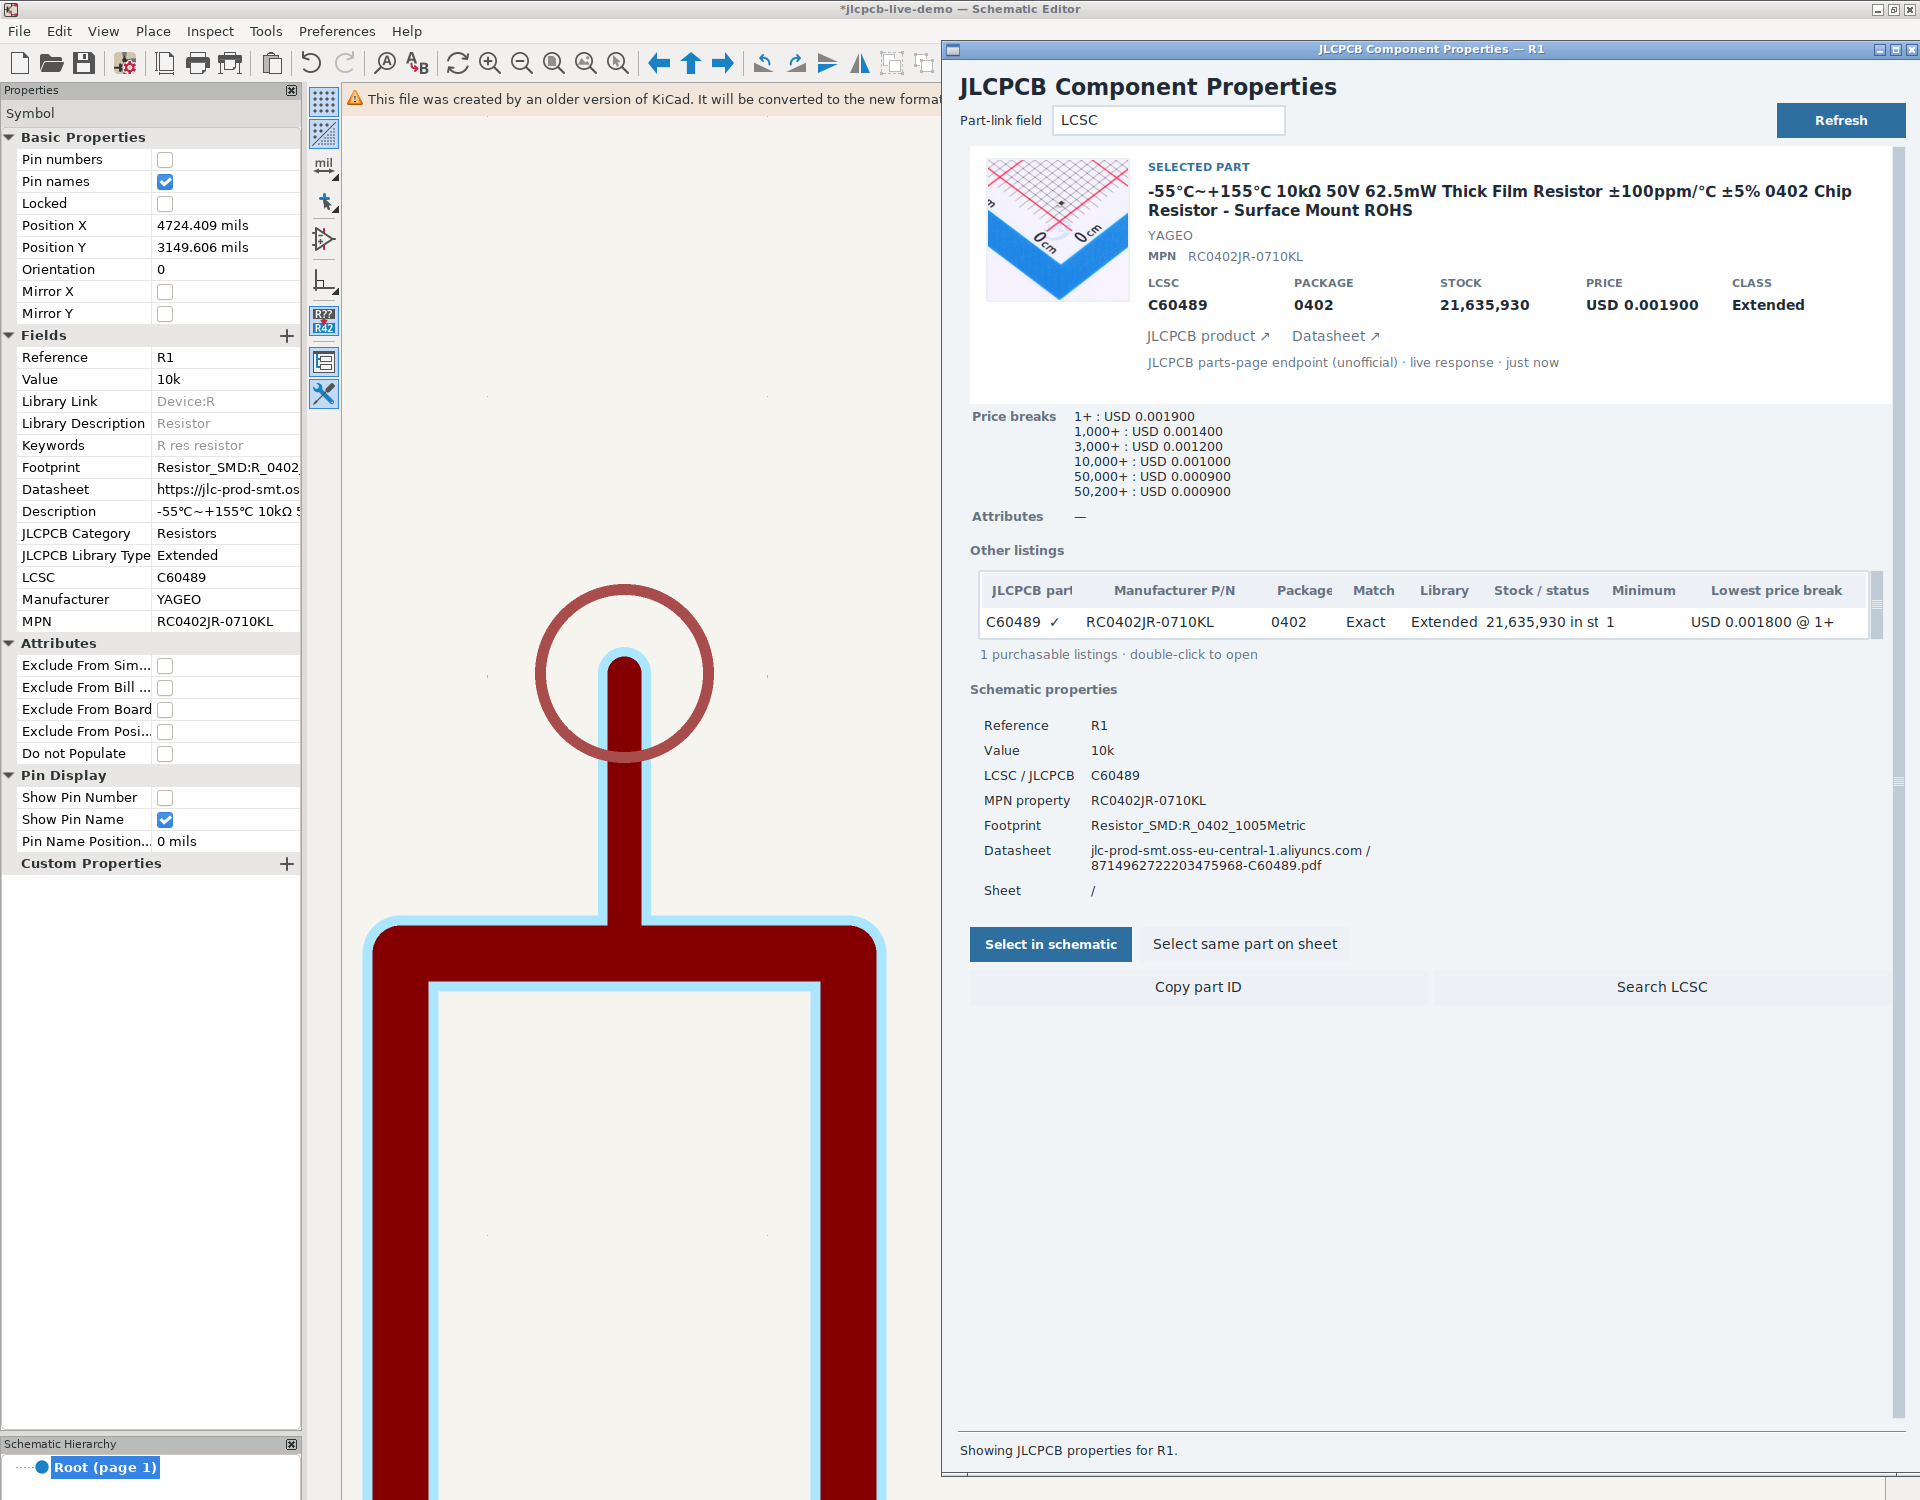 *jlcpcb-live-demo — Schematic Editor
File Edit View Place Inspect Tools Preferences Help
Properties
Symbol
Basic Properties
Pin numbers
Pin names
Locked
Position X 4724.409 mils
Position Y 3149.606 mils
Orientation 0
Mirror X
Mirror Y
Fields
Reference R1
Value 10k
Library Link Device:R
Library Description Resistor
Keywords R res resistor
Footprint Resistor_SMD:R_0402_
Datasheet https://jlc-prod-smt.os
Description -55℃~+155℃ 10kΩ 5
JLCPCB Category Resistors
JLCPCB Library Type Extended
LCSC C60489
Manufacturer YAGEO
MPN RC0402JR-0710KL
Attributes
Exclude From Sim...
Exclude From Bill ...
Exclude From Board
Exclude From Posi...
Do not Populate
Pin Display
Show Pin Number
Show Pin Name
Pin Name Position... 0 mils
Custom Properties
Schematic Hierarchy
Root (page 1)
mil
R??
R42
This file was created by an older version of KiCad. It will be converted to the new format
JLCPCB Component Properties — R1
JLCPCB Component Properties
Part-link field LCSC Refresh
0cm 0cm
SELECTED PART
-55℃~+155℃ 10kΩ 50V 62.5mW Thick Film Resistor ±100ppm/℃ ±5% 0402 Chip
Resistor - Surface Mount ROHS
YAGEO
MPN RC0402JR-0710KL
LCSC PACKAGE STOCK PRICE CLASS
C60489 0402 21,635,930 USD 0.001900 Extended
JLCPCB product ↗ Datasheet ↗
JLCPCB parts-page endpoint (unofficial) · live response · just now
Price breaks 1+ : USD 0.001900
1,000+ : USD 0.001400
3,000+ : USD 0.001200
10,000+ : USD 0.001000
50,000+ : USD 0.000900
50,200+ : USD 0.000900
Attributes —
Other listings
JLCPCB part Manufacturer P/N Package Match Library Stock / status Minimum Lowest price break
C60489 ✓ RC0402JR-0710KL 0402 Exact Extended 21,635,930 in st 1 USD 0.001800 @ 1+
1 purchasable listings · double-click to open
Schematic properties
Reference R1
Value 10k
LCSC / JLCPCB C60489
MPN property RC0402JR-0710KL
Footprint Resistor_SMD:R_0402_1005Metric
Datasheet jlc-prod-smt.oss-eu-central-1.aliyuncs.com /
8714962722203475968-C60489.pdf
Sheet /
Select in schematic Select same part on sheet
Copy part ID Search LCSC
Showing JLCPCB properties for R1.